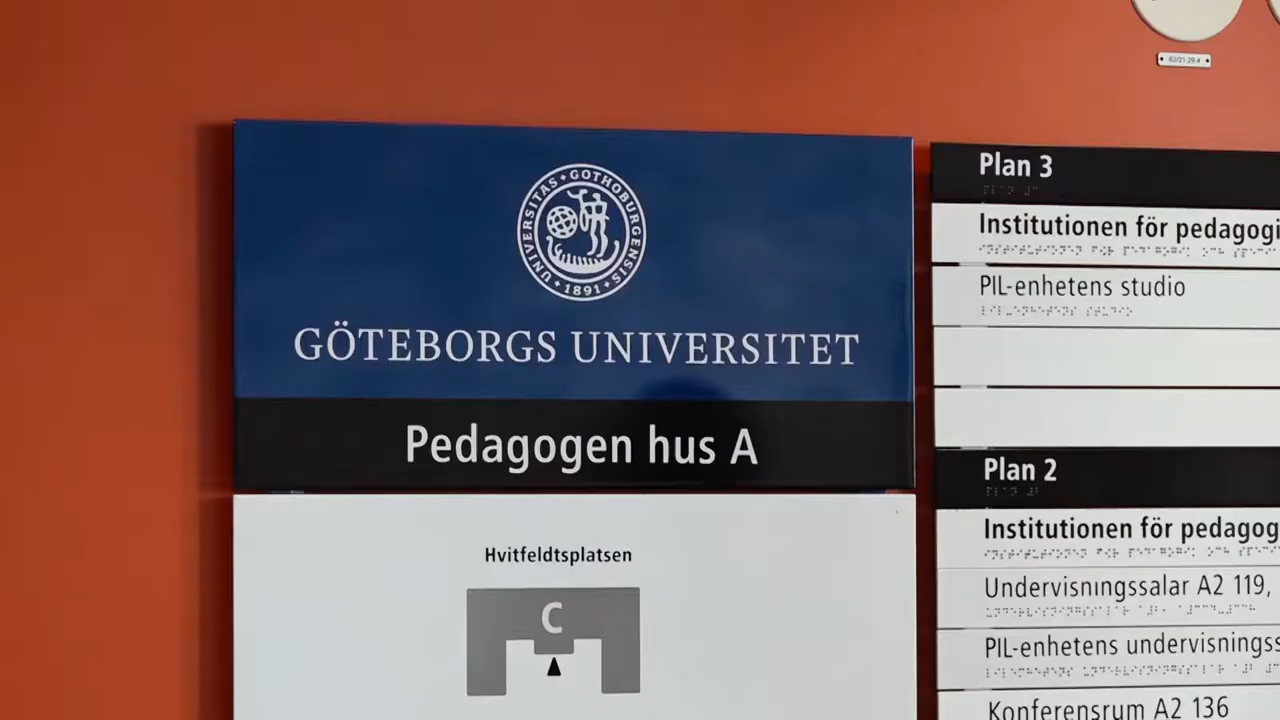 UNIVERSITAS • GOTHOBURGENSIS • 1891 •
GÖTEBORGS UNIVERSITET
Pedagogen hus A
Hvitfeldtsplatsen
C
Plan 3
Institutionen för pedagogi
PIL-enhetens studio
Plan 2
Institutionen för pedagog
Undervisningssalar A2 119,
PIL-enhetens undervisningss
Konferensrum A2 136